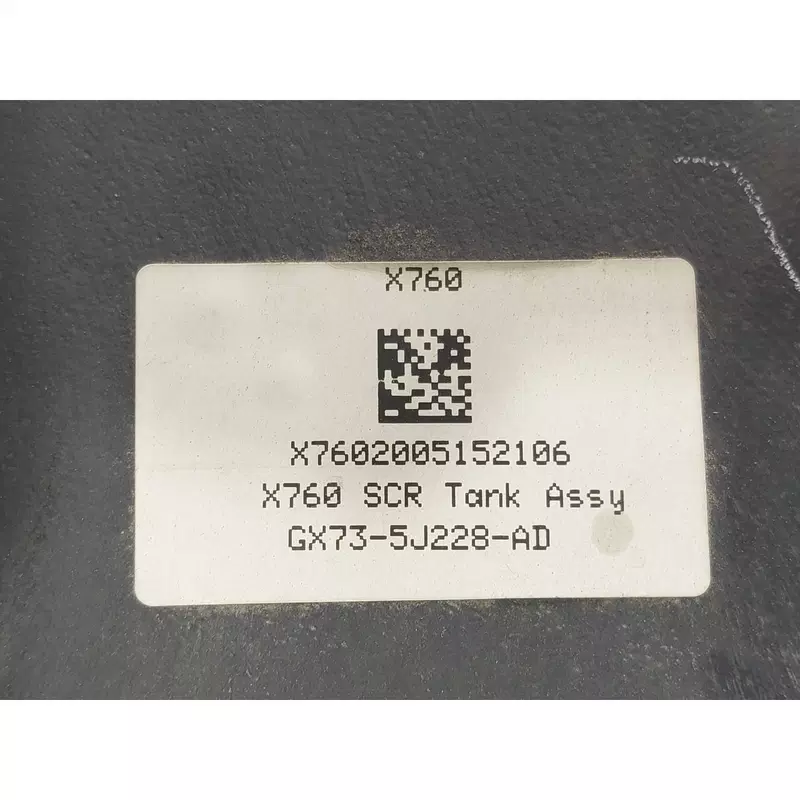 X760
X7602005152106
X760 SCR Tank Assy
GX73-5J228-AD